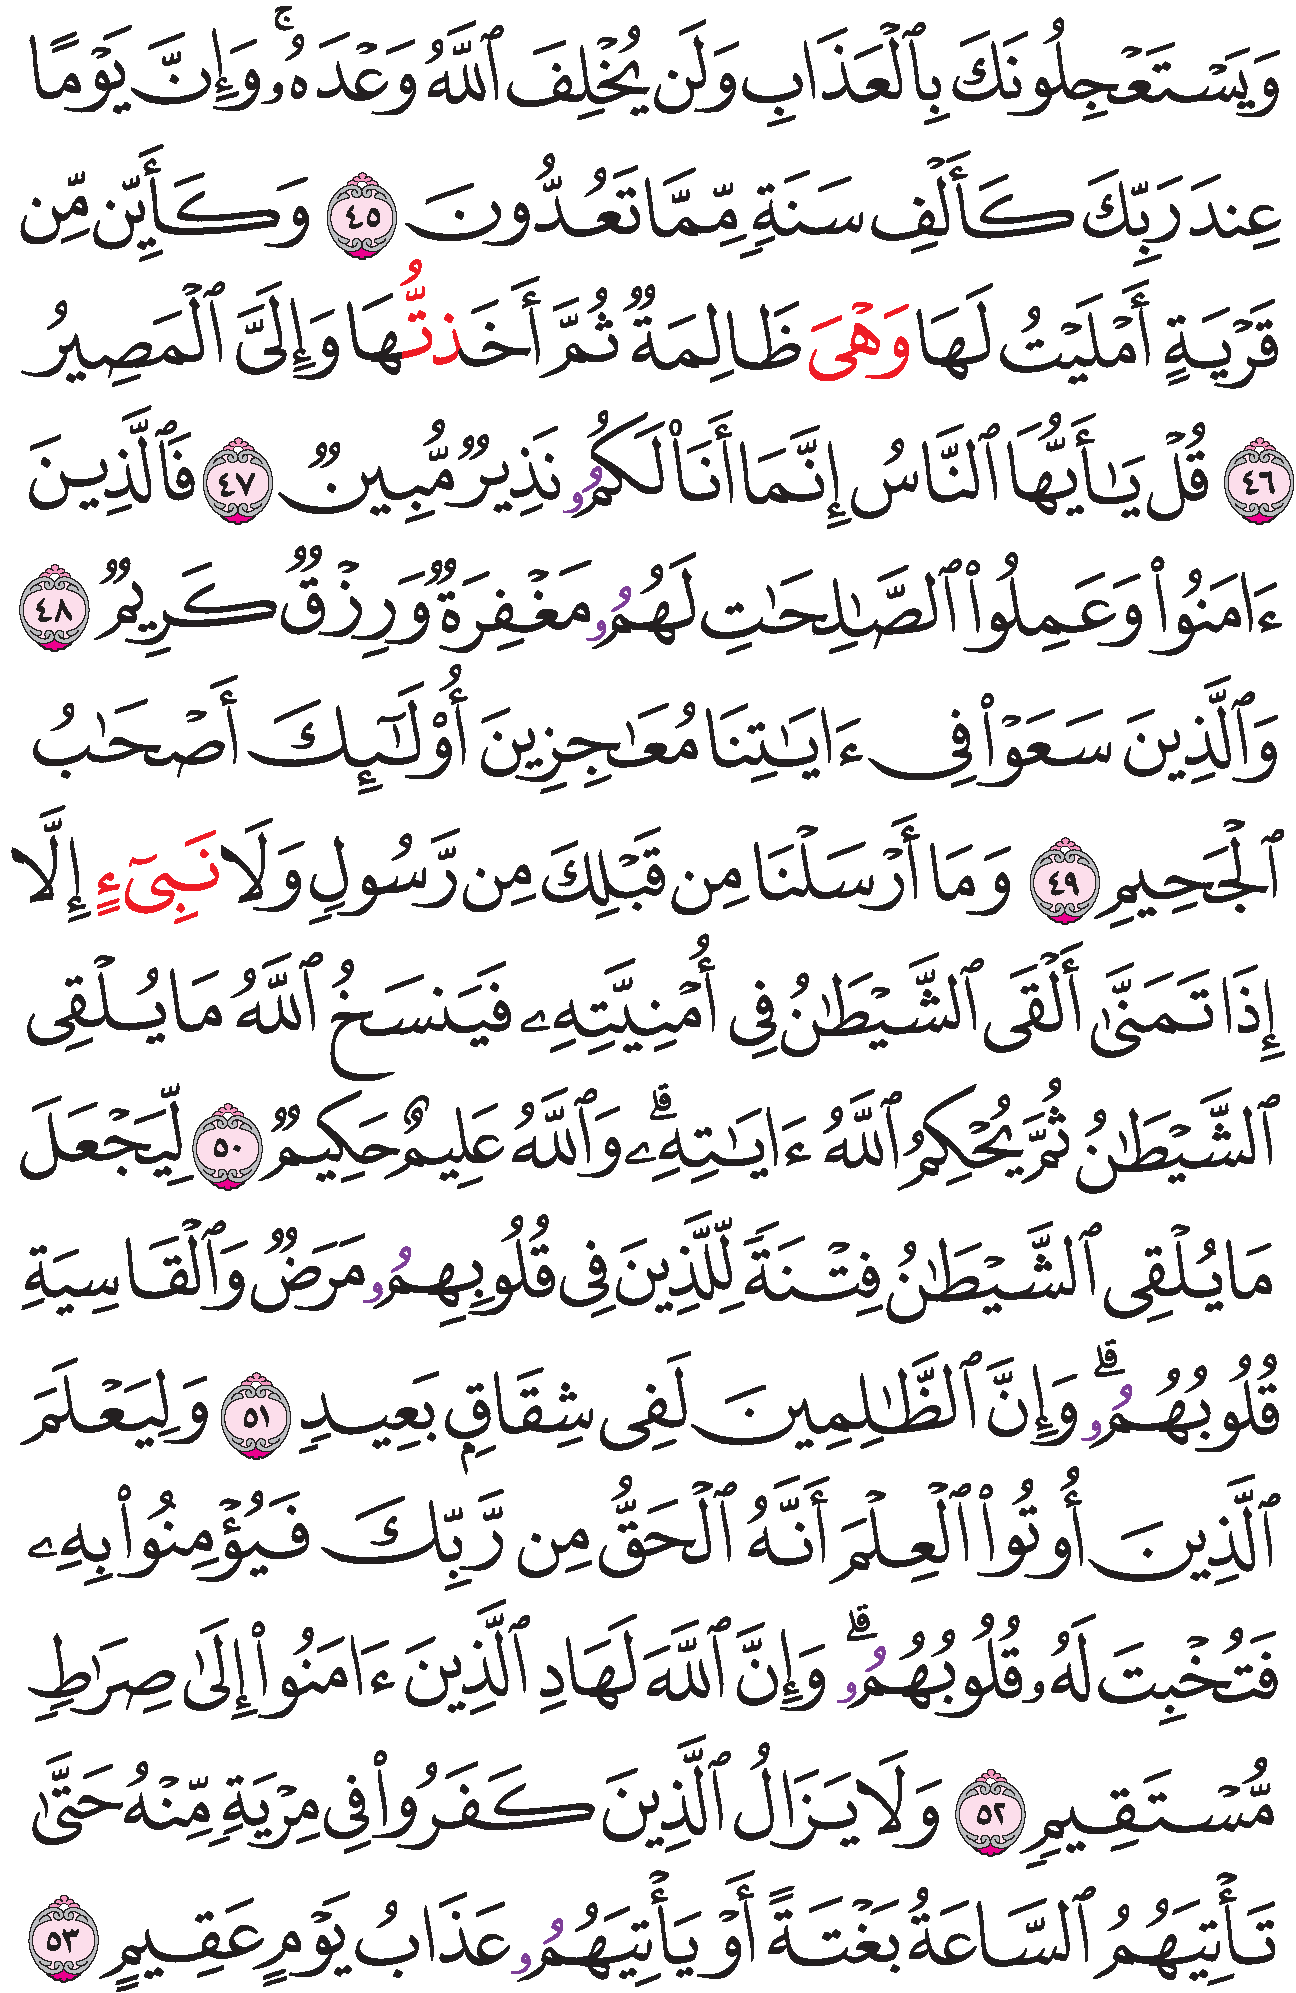 وَيَسْتَعْجِلُونَكَ بِٱلْعَذَابِ وَلَن يُخْلِفَ ٱللَّهُ وَعْدَهُۥۚ وَإِنَّ يَوْمًا
عِندَ رَبِّكَ كَأَلْفِ سَنَةٍ مِّمَّا تَعُدُّونَ ٤٥ وَكَأَيِّن مِّن
قَرْيَةٍ أَمْلَيْتُ لَهَا وَهْىَ ظَالِمَةٌ ثُمَّ أَخَذتُّهَا وَإِلَىَّ ٱلْمَصِيرُ
٤٦ قُلْ يَٰأَيُّهَا ٱلنَّاسُ إِنَّمَا أَنَا۠ لَكُمُۥ نَذِيرٌ مُّبِينٌ ٤٧ فَٱلَّذِينَ
ءَامَنُوا۟ وَعَمِلُوا۟ ٱلصَّٰلِحَٰتِ لَهُمُۥ مَغْفِرَةٌ وَرِزْقٌ كَرِيمٌ ٤٨
وَٱلَّذِينَ سَعَوْا۟ فِى ءَايَٰتِنَا مُعَٰجِزِينَ أُو۟لَٰٓئِكَ أَصْحَٰبُ
ٱلْجَحِيمِ ٤٩ وَمَا أَرْسَلْنَا مِن قَبْلِكَ مِن رَّسُولٍ وَلَا نَبِىٓءٍ إِلَّا
إِذَا تَمَنَّىٰ أَلْقَى ٱلشَّيْطَٰنُ فِى أُمْنِيَّتِهِۦ فَيَنسَخُ ٱللَّهُ مَا يُلْقِى
ٱلشَّيْطَٰنُ ثُمَّ يُحْكِمُ ٱللَّهُ ءَايَٰتِهِۦۗ وَٱللَّهُ عَلِيمٌ حَكِيمٌ ٥٠ لِّيَجْعَلَ
مَا يُلْقِى ٱلشَّيْطَٰنُ فِتْنَةً لِّلَّذِينَ فِى قُلُوبِهِمُۥ مَرَضٌ وَٱلْقَاسِيَةِ
قُلُوبُهُمُۥۗ وَإِنَّ ٱلظَّٰلِمِينَ لَفِى شِقَاقٍۭ بَعِيدٍ ٥١ وَلِيَعْلَمَ
ٱلَّذِينَ أُوتُوا۟ ٱلْعِلْمَ أَنَّهُ ٱلْحَقُّ مِن رَّبِّكَ فَيُؤْمِنُوا۟ بِهِۦ
فَتُخْبِتَ لَهُۥ قُلُوبُهُمُۥۗ وَإِنَّ ٱللَّهَ لَهَادِ ٱلَّذِينَ ءَامَنُوا۟ إِلَىٰ صِرَٰطٍ
مُّسْتَقِيمٍ ٥٢ وَلَا يَزَالُ ٱلَّذِينَ كَفَرُوا۟ فِى مِرْيَةٍ مِّنْهُ حَتَّىٰ
تَأْتِيَهُمُ ٱلسَّاعَةُ بَغْتَةً أَوْ يَأْتِيَهُمُۥ عَذَابُ يَوْمٍ عَقِيمٍ ٥٣